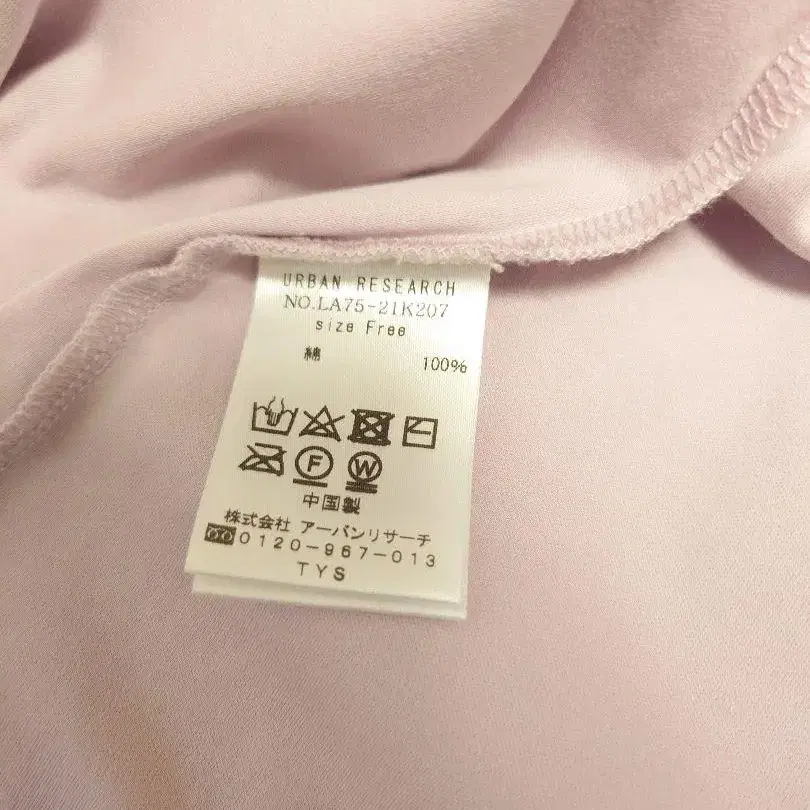 URBAN RESEARCH
NO.LA75-21K207
size Free
綿 100%
F W
中国製
株式会社 アーバンリサーチ
0120-967-013
TYS